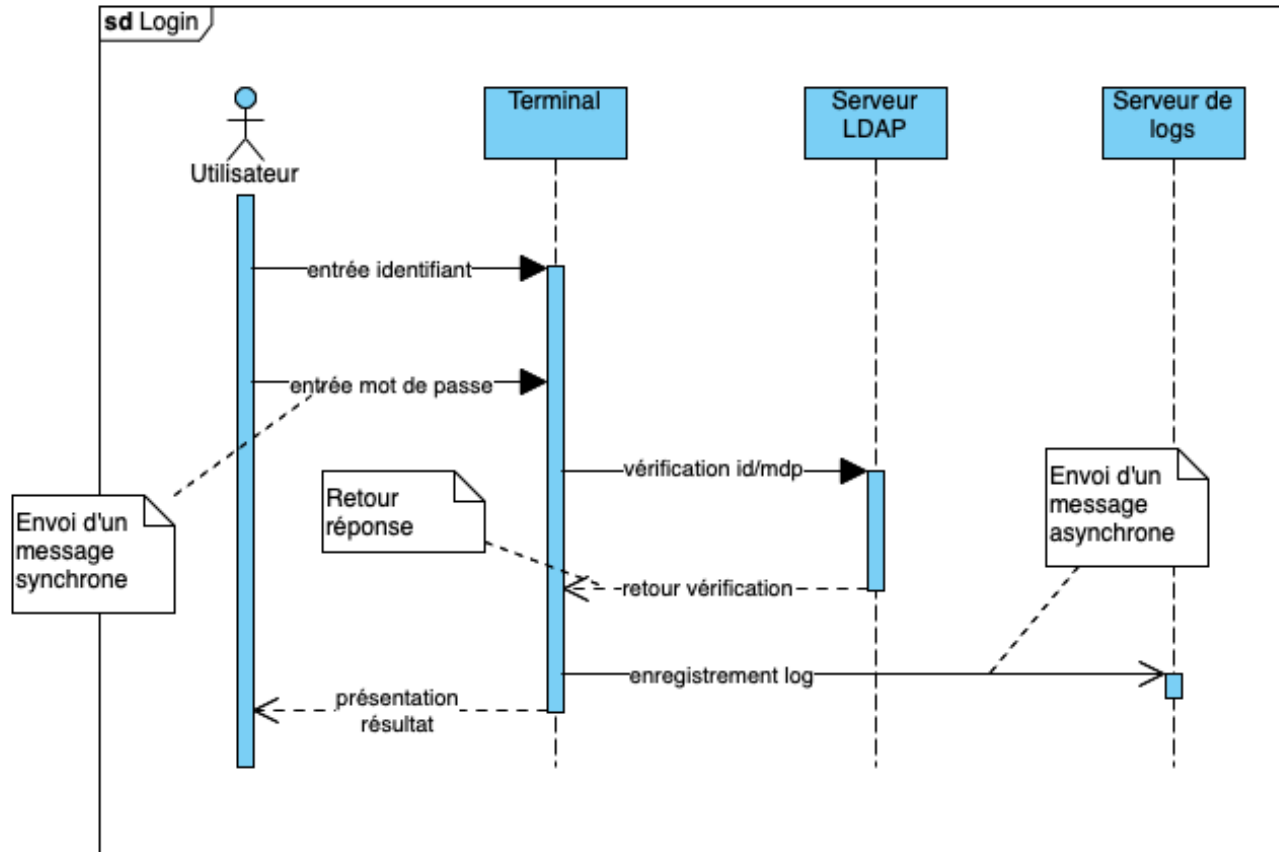 sd Login
Terminal
Serveur
LDAP
Serveur de
logs
Utilisateur
entrée identifiant
entrée mot de passe
vérification id/mdp
Envoi d'un
message
asynchrone
Retour
réponse
Envoi d'un
message
synchrone
retour vérification
enregistrement log
présentation
résultat